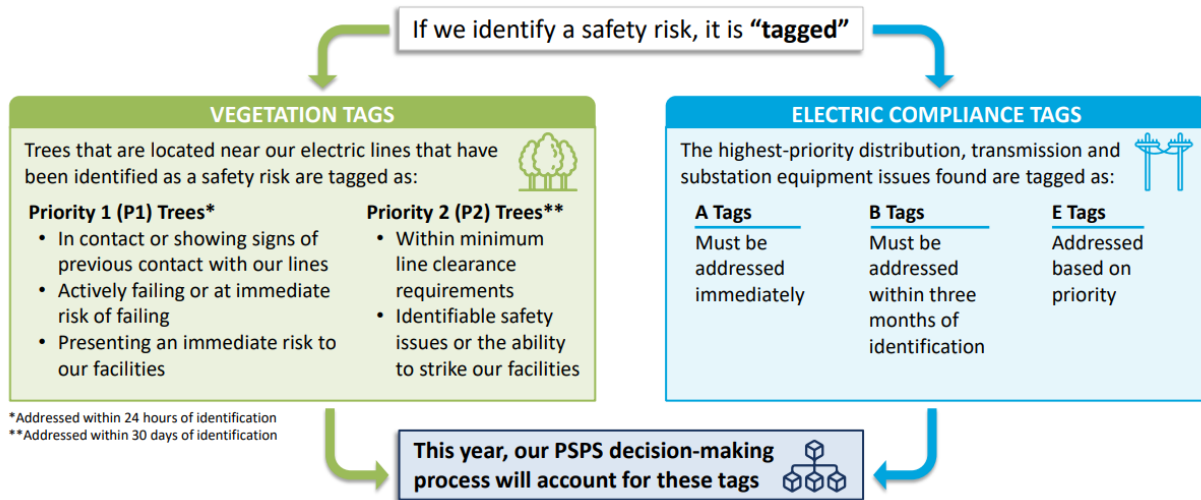 If we identify a safety risk, it is “tagged”
VEGETATION TAGS
Trees that are located near our electric lines that have
been identified as a safety risk are tagged as:
Priority 1 (P1) Trees*
• In contact or showing signs of
previous contact with our lines
• Actively failing or at immediate
risk of failing
• Presenting an immediate risk to
our facilities
Priority 2 (P2) Trees**
• Within minimum
line clearance
requirements
• Identifiable safety
issues or the ability
to strike our facilities
*Addressed within 24 hours of identification
**Addressed within 30 days of identification
ELECTRIC COMPLIANCE TAGS
The highest-priority distribution, transmission and
substation equipment issues found are tagged as:
A Tags
Must be
addressed
immediately
B Tags
Must be
addressed
within three
months of
identification
E Tags
Addressed
based on
priority
This year, our PSPS decision-making
process will account for these tags